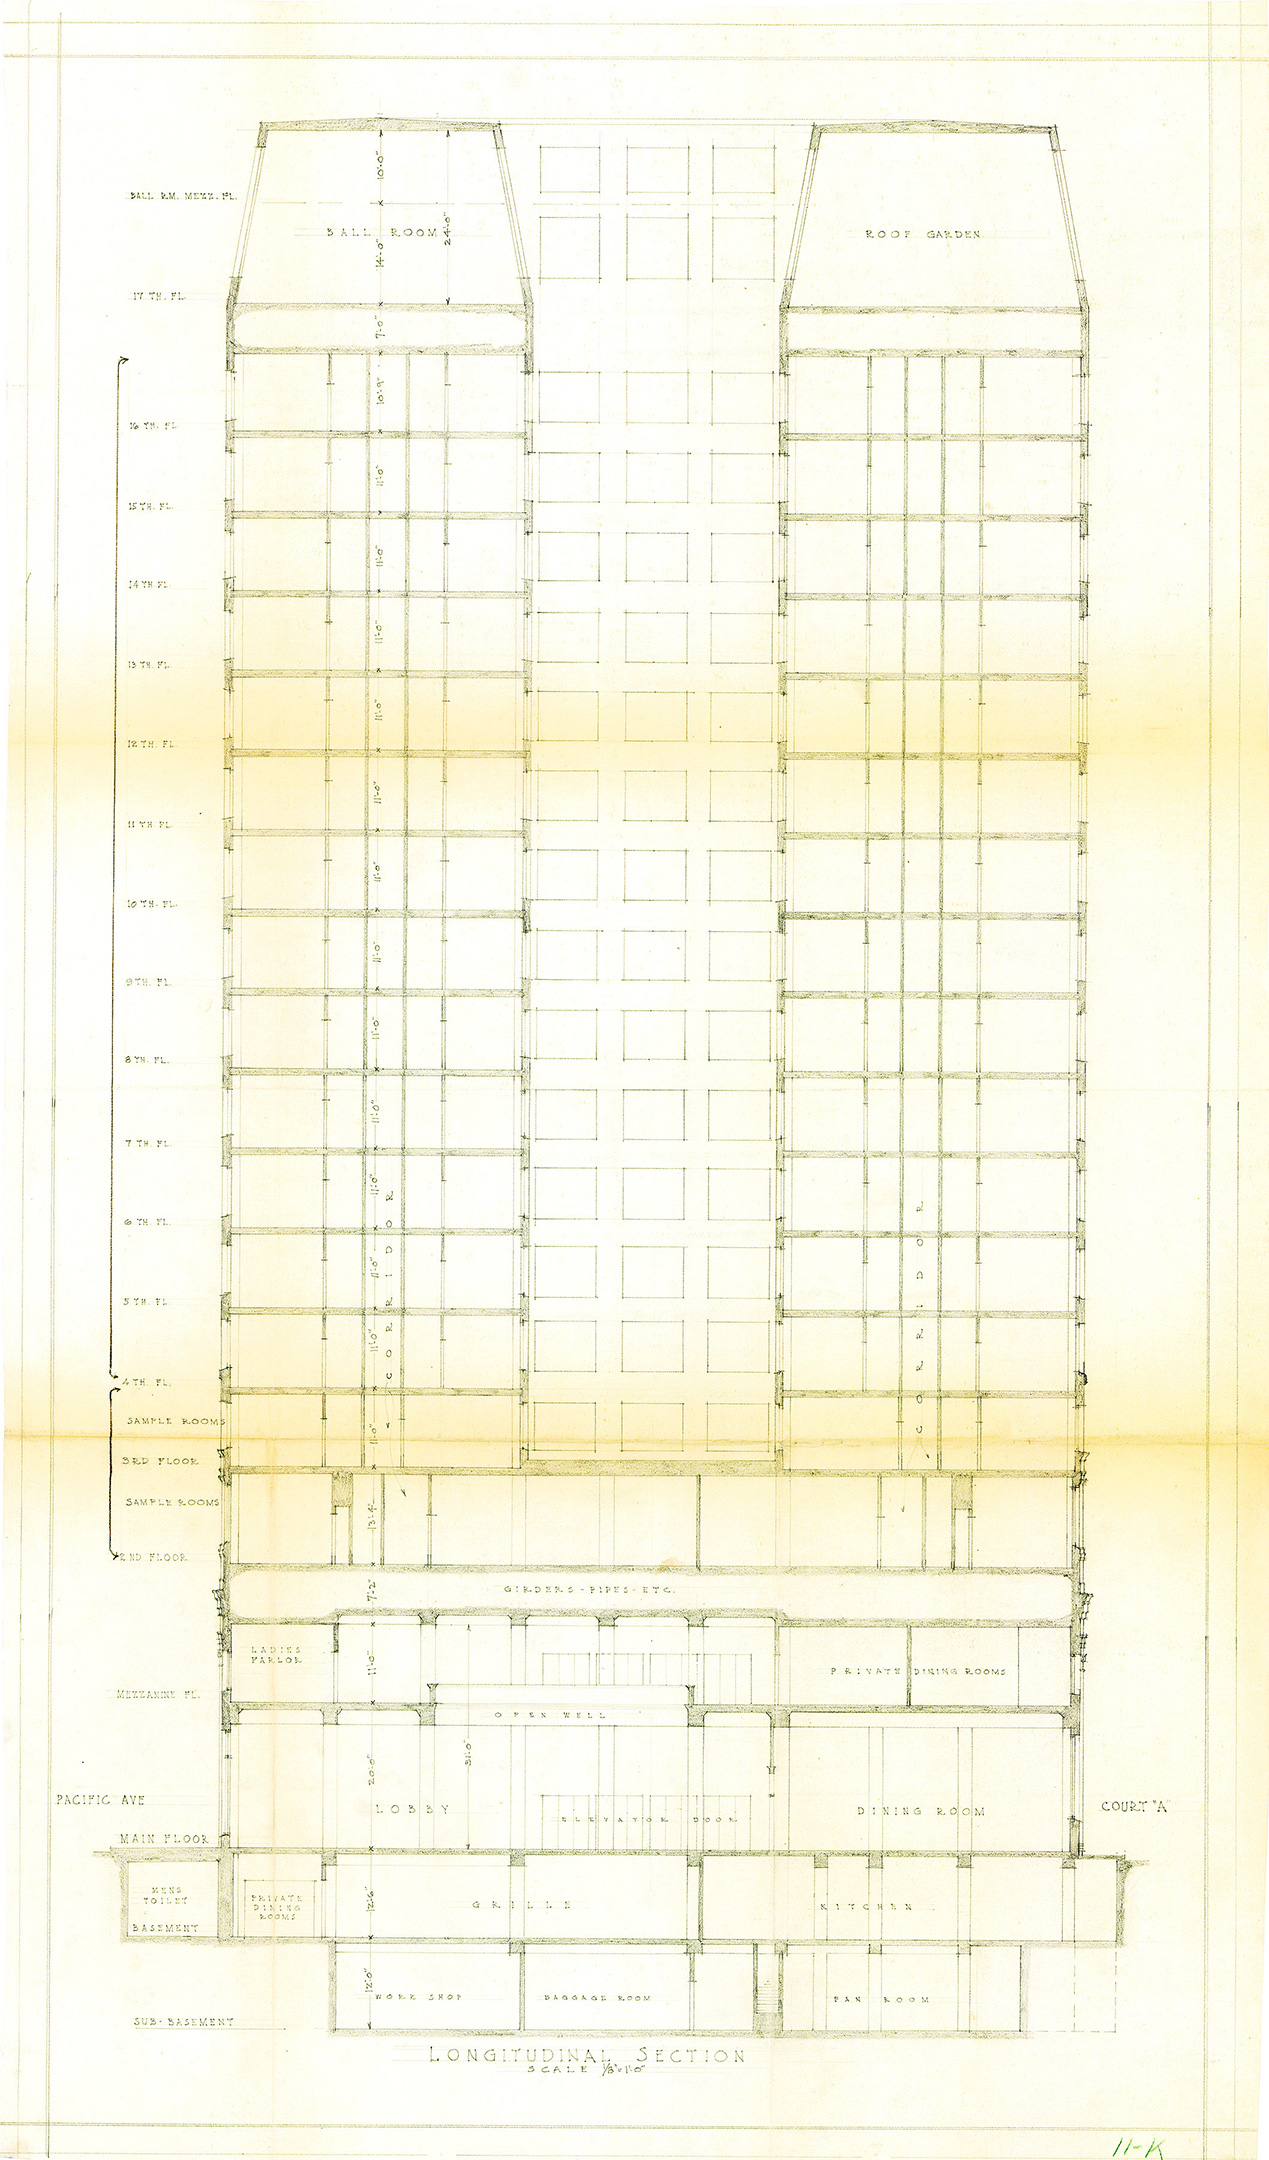 BALL RM. MEZZ. FL.
10'-0"
BALL ROOM
24'-0"
14'-0"
ROOF GARDEN
17 TH. FL.
7'-0"
10'-9"
16 TH. FL.
11'-0"
15 TH. FL.
11'-0"
14 TH. FL.
11'-0"
13 TH. FL.
11'-0"
12 TH. FL.
11'-0"
11 TH. FL.
11'-0"
10 TH. FL.
11'-0"
9 TH. FL.
11'-0"
8 TH. FL.
11'-0"
7 TH. FL.
11'-0"
6 TH. FL.
11'-0"
CORRIDOR
CORRIDOR
5 TH. FL.
11'-0"
4 TH. FL.
SAMPLE ROOMS
11'-0"
3RD FLOOR
SAMPLE ROOMS
13'-4"
2ND FLOOR
GIRDERS - PIPES - ETC.
7'-2"
LADIES
PARLOR
11'-0"
PRIVATE DINING ROOMS
MEZZANINE FL.
OPEN WELL
31'-0"
20'-0"
PACIFIC AVE
LOBBY
ELEVATOR DOOR
DINING ROOM
COURT "A"
MAIN FLOOR
MENS
TOILET
BASEMENT
PRIVATE
DINING
ROOMS
12'-6"
GRILLE
KITCHEN
12'-0"
WORK SHOP
BAGGAGE ROOM
FAN ROOM
SUB-BASEMENT
LONGITUDINAL SECTION
SCALE 1/8"=1'-0"
11-K